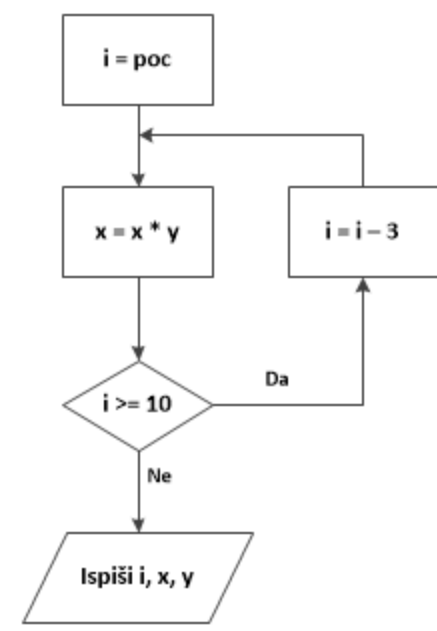 i = poc
x = x * y
i = i – 3
i >= 10
Da
Ne
Ispiši i, x, y